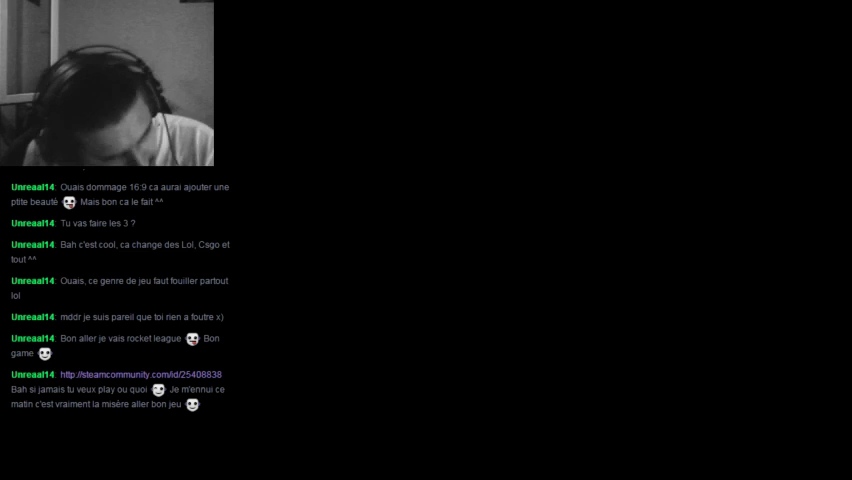 Unreaal14: Ouais dommage 16:9 ca aurai ajouter une
ptite beauté Mais bon ca le fait ^^
Unreaal14: Tu vas faire les 3 ?
Unreaal14: Bah c'est cool, ca change des Lol, Csgo et
tout ^^
Unreaal14: Ouais, ce genre de jeu faut fouiller partout
lol
Unreaal14: mddr je suis pareil que toi rien a foutre x)
Unreaal14: Bon aller je vais rocket league Bon
game
Unreaal14: http://steamcommunity.com/id/25408838
Bah si jamais tu veux play ou quoi Je m'ennui ce
matin c'est vraiment la misère aller bon jeu